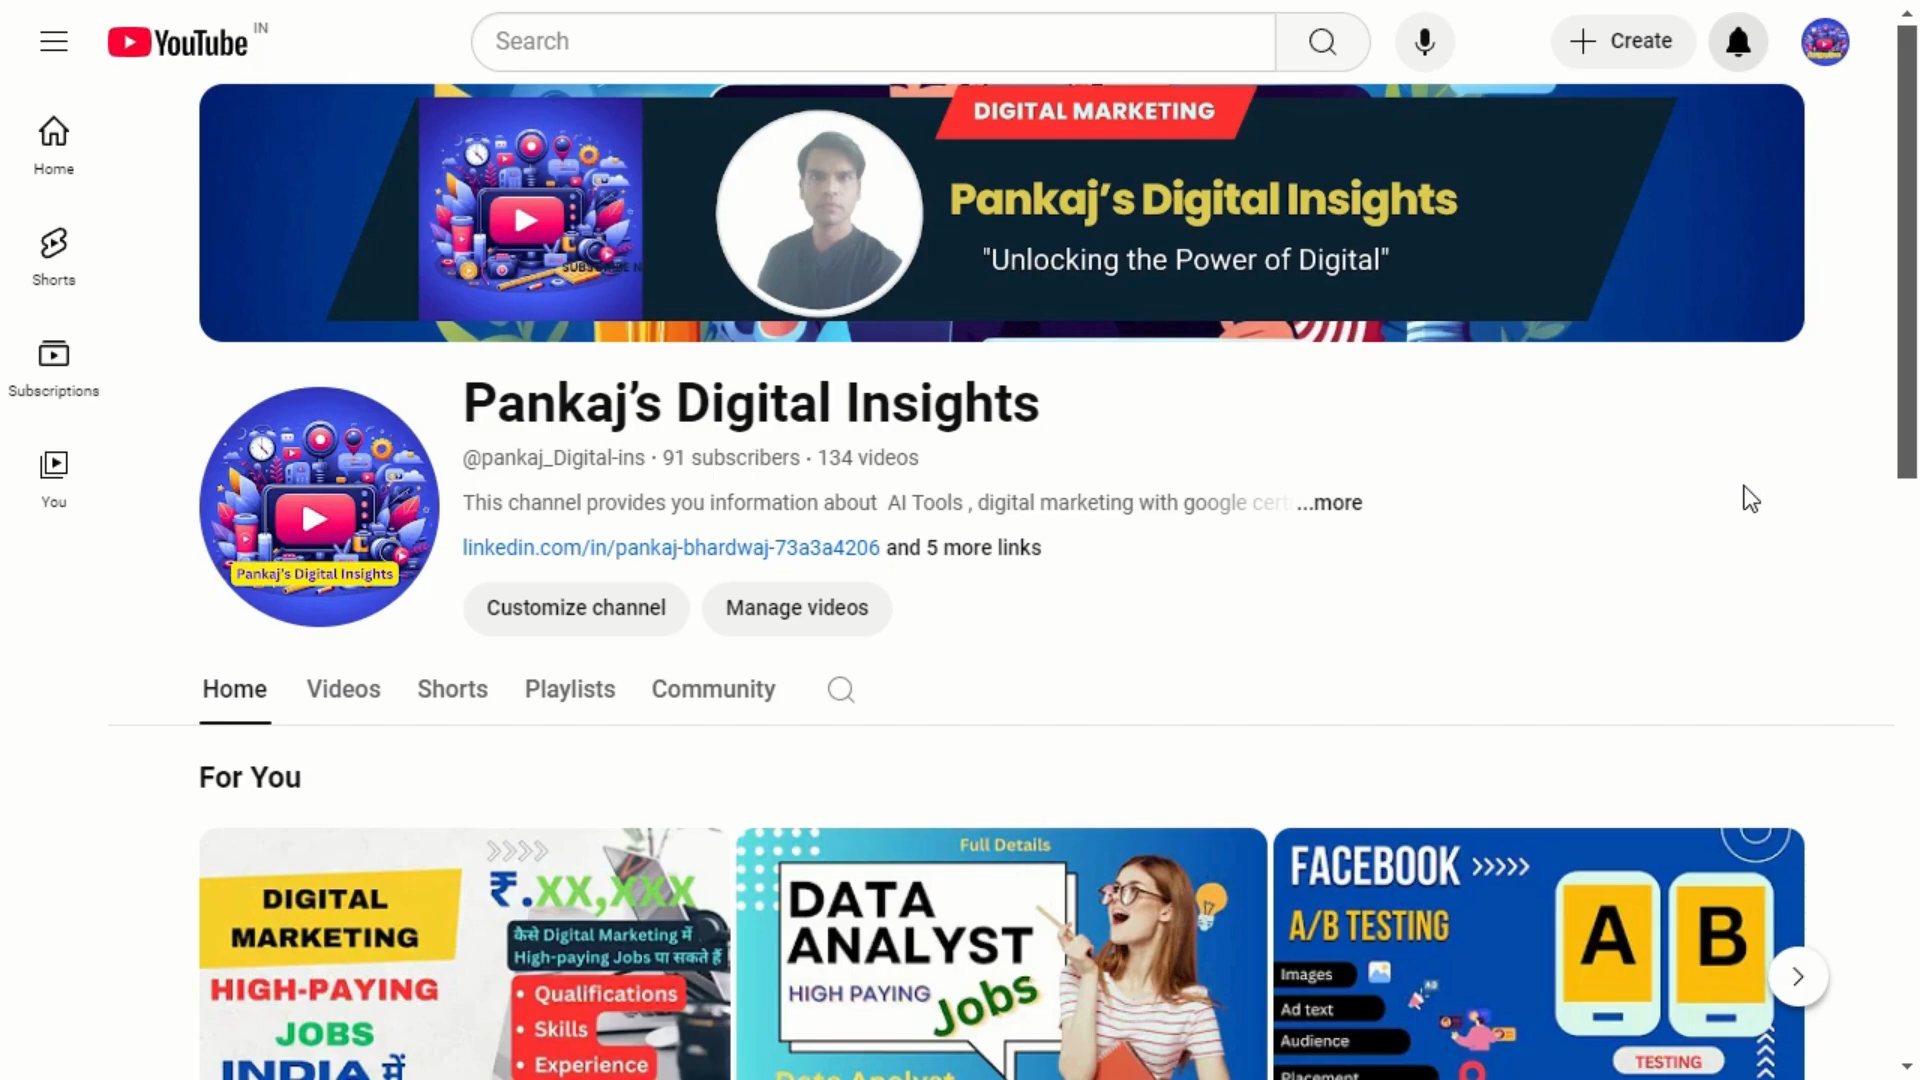 YouTube IN
Search
Create
Home
Shorts
Subscriptions
You
DIGITAL MARKETING
Pankaj's Digital Insights
"Unlocking the Power of Digital"
Pankaj's Digital Insights
Pankaj's Digital Insights
@pankaj_Digital-ins · 91 subscribers · 134 videos
This channel provides you information about AI Tools , digital marketing with google ...more
linkedin.com/in/pankaj-bhardwaj-73a3a4206 and 5 more links
Customize channel
Manage videos
Home
Videos
Shorts
Playlists
Community
For You
DIGITAL
MARKETING
HIGH-PAYING
JOBS
INDIA में
₹.XX,XXX
कैसे Digital Marketing में
High-paying Jobs पा सकते हैं
• Qualifications
• Skills
• Experience
Full Details
DATA
ANALYST
HIGH PAYING Jobs
Data Analyst
FACEBOOK >>>>>
A/B TESTING
Images
Ad text
Audience
Placement
A
B
TESTING